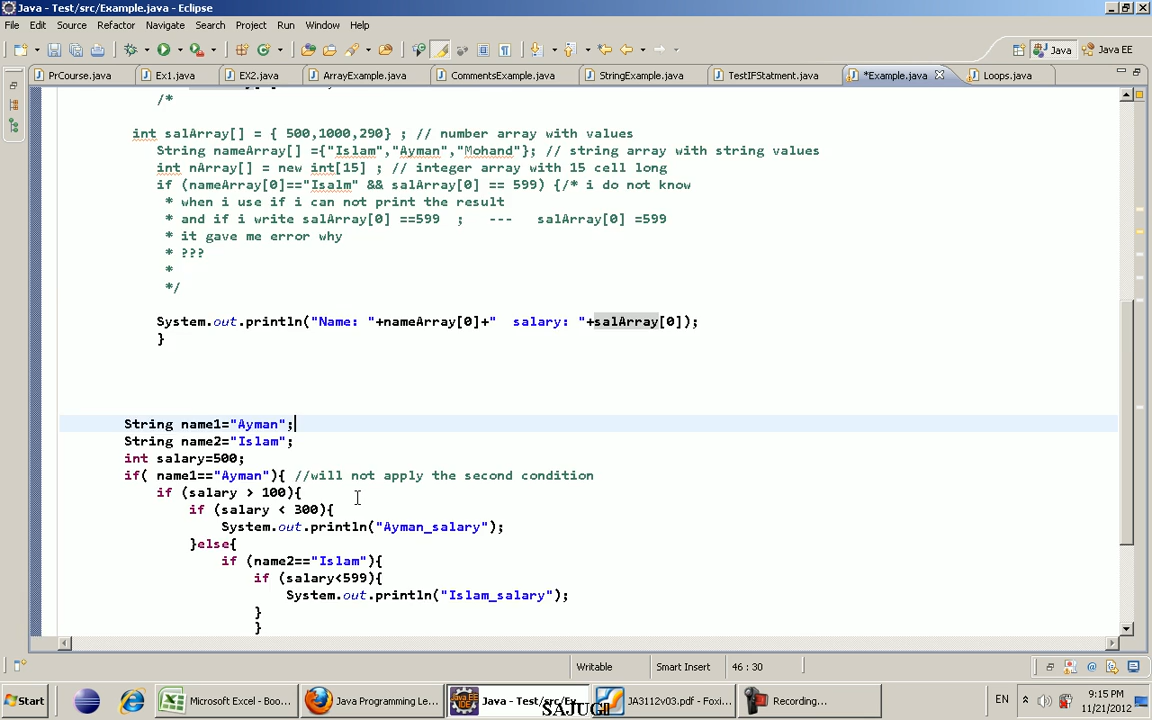 Java - Test/src/Example.java - Eclipse
File Edit Source Refactor Navigate Search Project Run Window Help
Java Java EE
PrCourse.java Ex1.java EX2.java ArrayExample.java CommentsExample.java StringExample.java TestIFStatment.java *Example.java Loops.java
/*
int salArray[] = { 500,1000,290} ; // number array with values
String nameArray[] ={"Islam","Ayman","Mohand"}; // string array with string values
int nArray[] = new int[15] ; // integer array with 15 cell long
if (nameArray[0]=="Isalm" && salArray[0] == 599) {/* i do not know
* when i use if i can not print the result
* and if i write salArray[0] ==599 ; --- salArray[0] =599
* it gave me error why
* ???
*
*/
System.out.println("Name: "+nameArray[0]+" salary: "+salArray[0]);
}
String name1="Ayman";
String name2="Islam";
int salary=500;
if( name1=="Ayman"){ //will not apply the second condition
if (salary > 100){
if (salary < 300){
System.out.println("Ayman_salary");
}else{
if (name2=="Islam"){
if (salary<599){
System.out.println("Islam_salary");
}
}
Writable Smart Insert 46 : 30
Start Microsoft Excel - Boo... Java Programming Le... Java - Test/src/Ex... JA3112v03.pdf - Foxi... Recording... EN 9:15 PM
11/21/2012